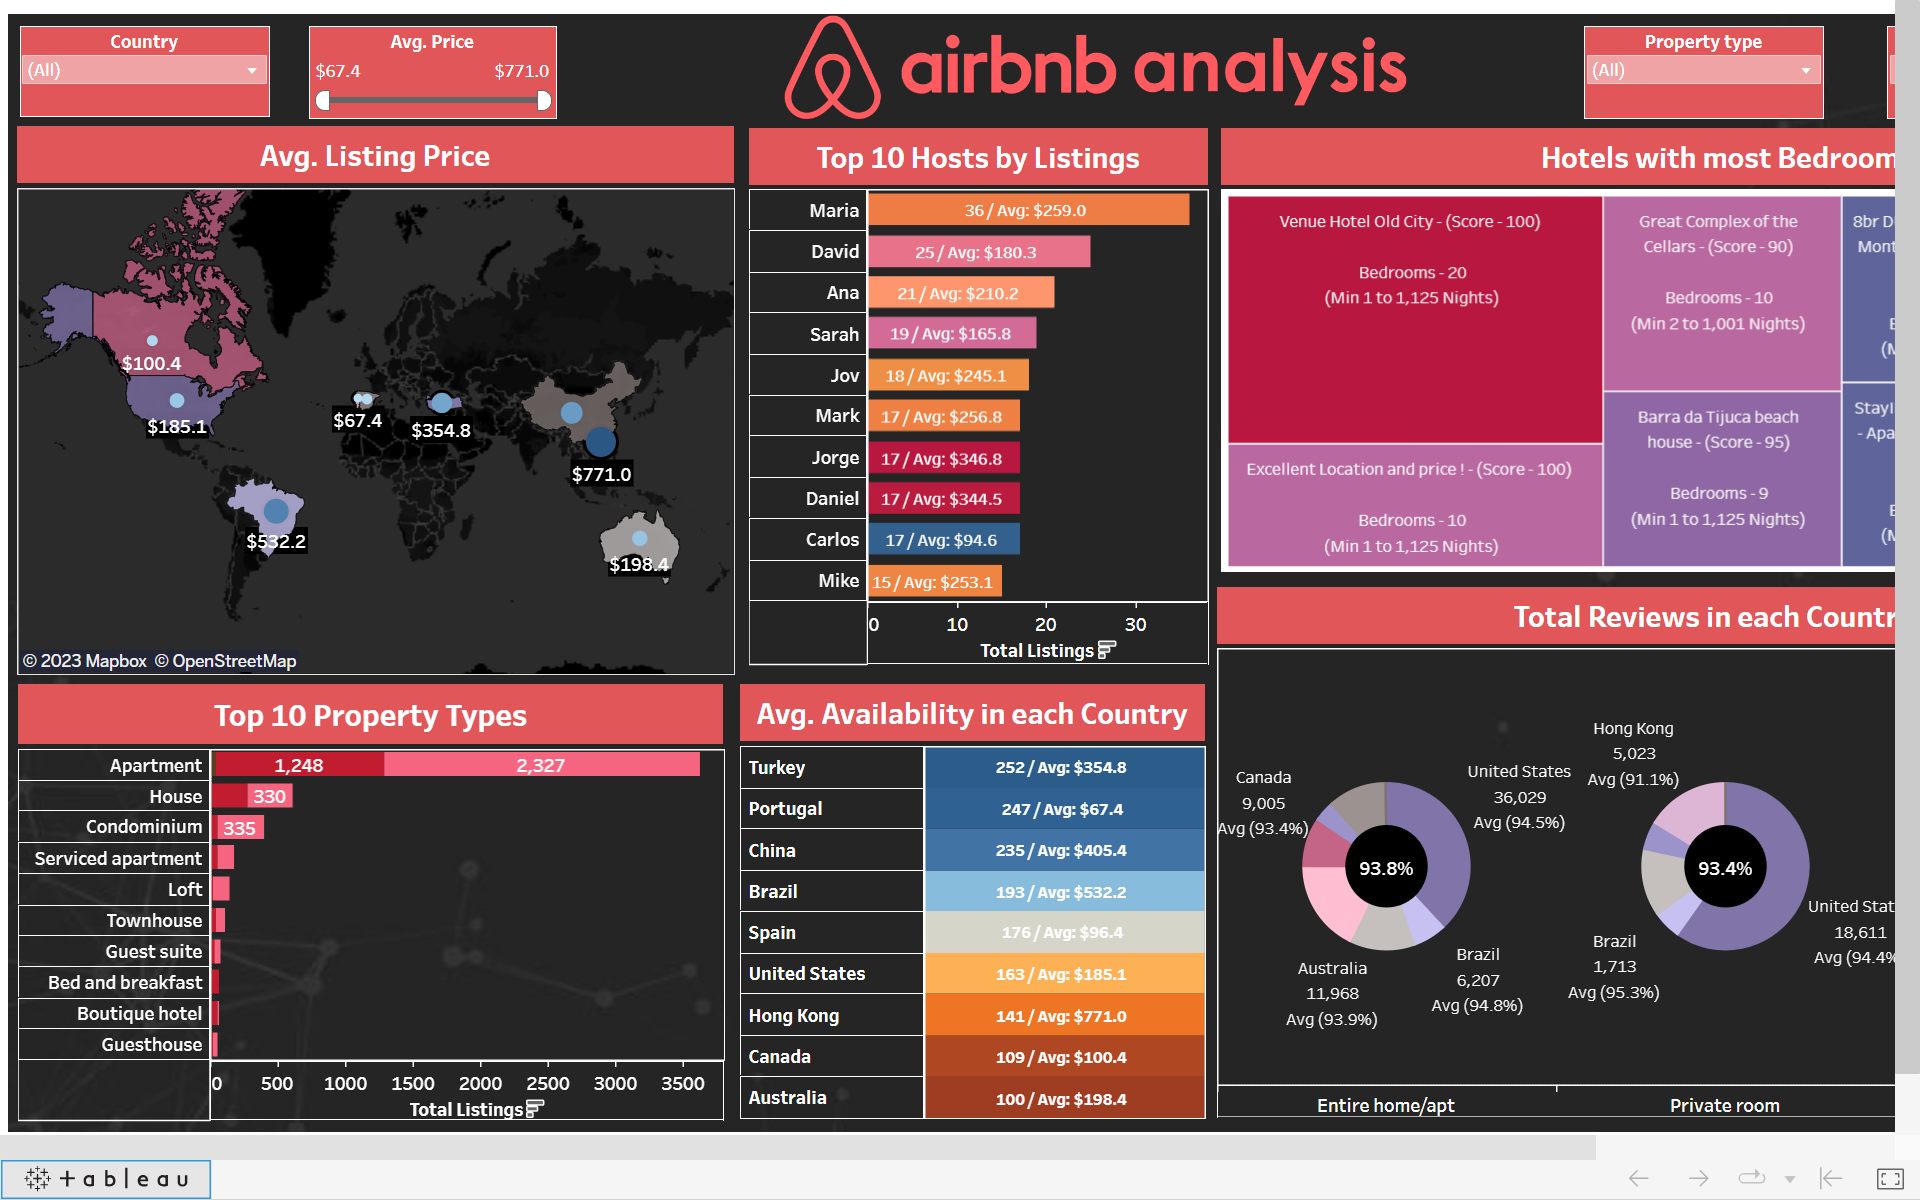 Country
(All)
Avg. Price
$67.4 $771.0
airbnb analysis
Property type
(All)
Avg. Listing Price
$100.4
$185.1
$67.4
$354.8
$771.0
$532.2
$198.4
© 2023 Mapbox © OpenStreetMap
Top 10 Hosts by Listings
Maria 36 / Avg: $259.0
David 25 / Avg: $180.3
Ana 21 / Avg: $210.2
Sarah 19 / Avg: $165.8
Jov 18 / Avg: $245.1
Mark 17 / Avg: $256.8
Jorge 17 / Avg: $346.8
Daniel 17 / Avg: $344.5
Carlos 17 / Avg: $94.6
Mike 15 / Avg: $253.1
0 10 20 30
Total Listings
Hotels with most Bedroom
Venue Hotel Old City - (Score - 100)
Bedrooms - 20
(Min 1 to 1,125 Nights)
Excellent Location and price ! - (Score - 100)
Bedrooms - 10
(Min 1 to 1,125 Nights)
Great Complex of the
Cellars - (Score - 90)
Bedrooms - 10
(Min 2 to 1,001 Nights)
Barra da Tijuca beach
house - (Score - 95)
Bedrooms - 9
(Min 1 to 1,125 Nights)
8br D
Mont
Stayl
- Apa
Top 10 Property Types
Apartment 1,248 2,327
House 330
Condominium 335
Serviced apartment
Loft
Townhouse
Guest suite
Bed and breakfast
Boutique hotel
Guesthouse
0 500 1000 1500 2000 2500 3000 3500
Total Listings
Avg. Availability in each Country
Turkey 252 / Avg: $354.8
Portugal 247 / Avg: $67.4
China 235 / Avg: $405.4
Brazil 193 / Avg: $532.2
Spain 176 / Avg: $96.4
United States 163 / Avg: $185.1
Hong Kong 141 / Avg: $771.0
Canada 109 / Avg: $100.4
Australia 100 / Avg: $198.4
Total Reviews in each Countr
Canada
9,005
Avg (93.4%)
United States
36,029
Avg (94.5%)
93.8%
Australia
11,968
Avg (93.9%)
Brazil
6,207
Avg (94.8%)
Entire home/apt
Hong Kong
5,023
Avg (91.1%)
93.4%
United Stat
18,611
Avg (94.4%
Brazil
1,713
Avg (95.3%)
Private room
+ableau